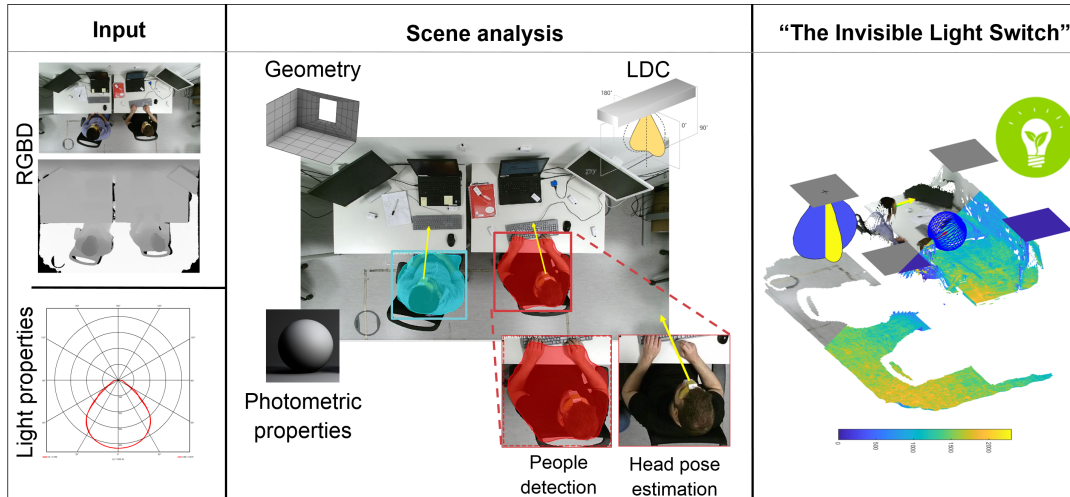 Input
Scene analysis
“The Invisible Light Switch”
RGBD
Light properties
Geometry
LDC
180°
0°
90°
Photometric
properties
People
detection
Head pose
estimation
0
500
1000
1500
2000